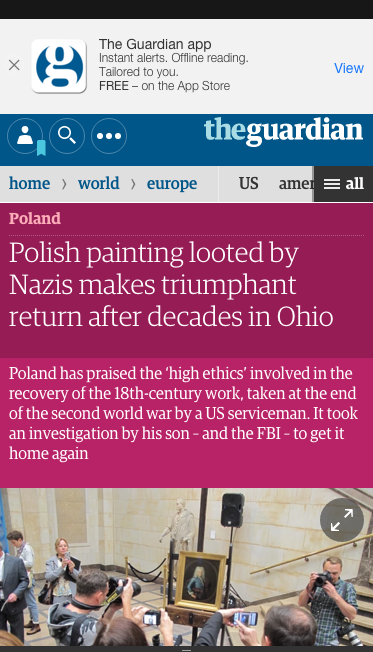 The Guardian app
Instant alerts. Offline reading.
Tailored to you.
FREE – on the App Store
View
theguardian
home › world › europe US amer all
Poland
Polish painting looted by
Nazis makes triumphant
return after decades in Ohio
Poland has praised the ‘high ethics’ involved in the
recovery of the 18th-century work, taken at the end
of the second world war by a US serviceman. It took
an investigation by his son – and the FBI – to get it
home again